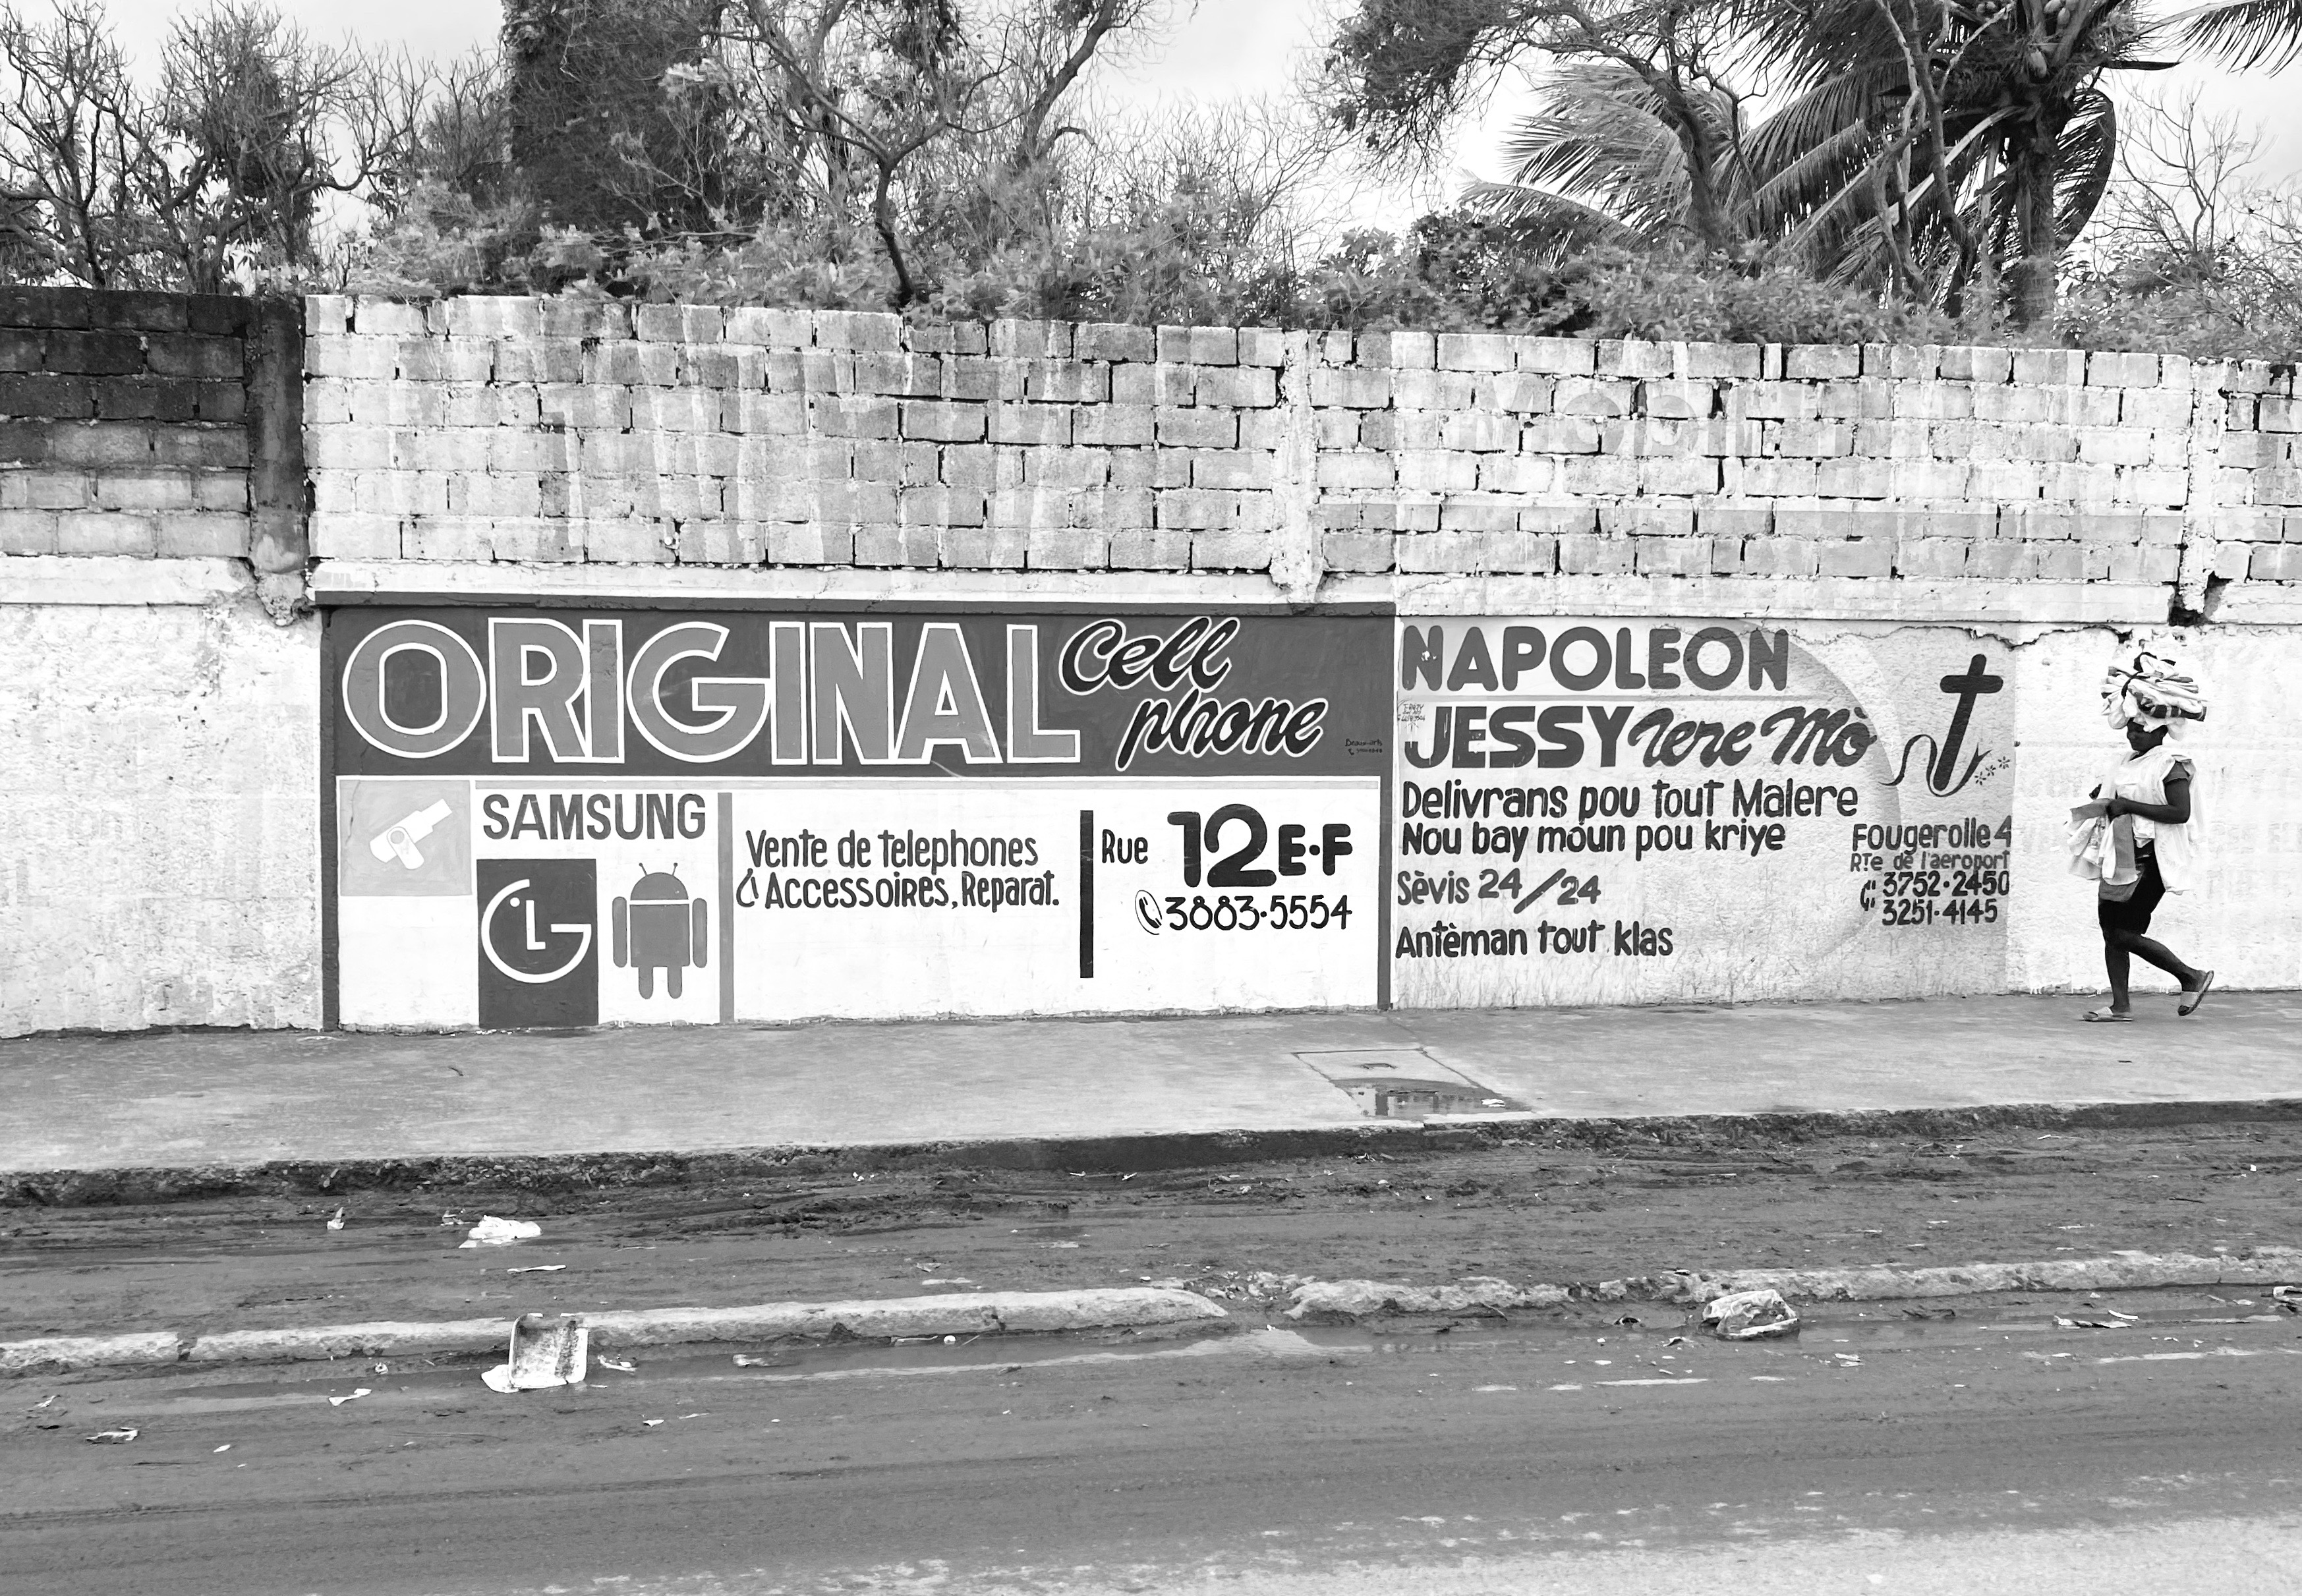 ORIGINAL Cell phone
SAMSUNG
LG
Vente de telephones
& Accessoires, Reparat.
Rue 12 E-F
3883-5554
NAPOLEON
JESSY 1ere Mò
Delivrans pou tout Malere
Nou bay moun pou kriye
Sèvis 24/24
Antèman tout klas
Fougerolle 4
RTe de l'aeroport
3752-2450
3251-4145